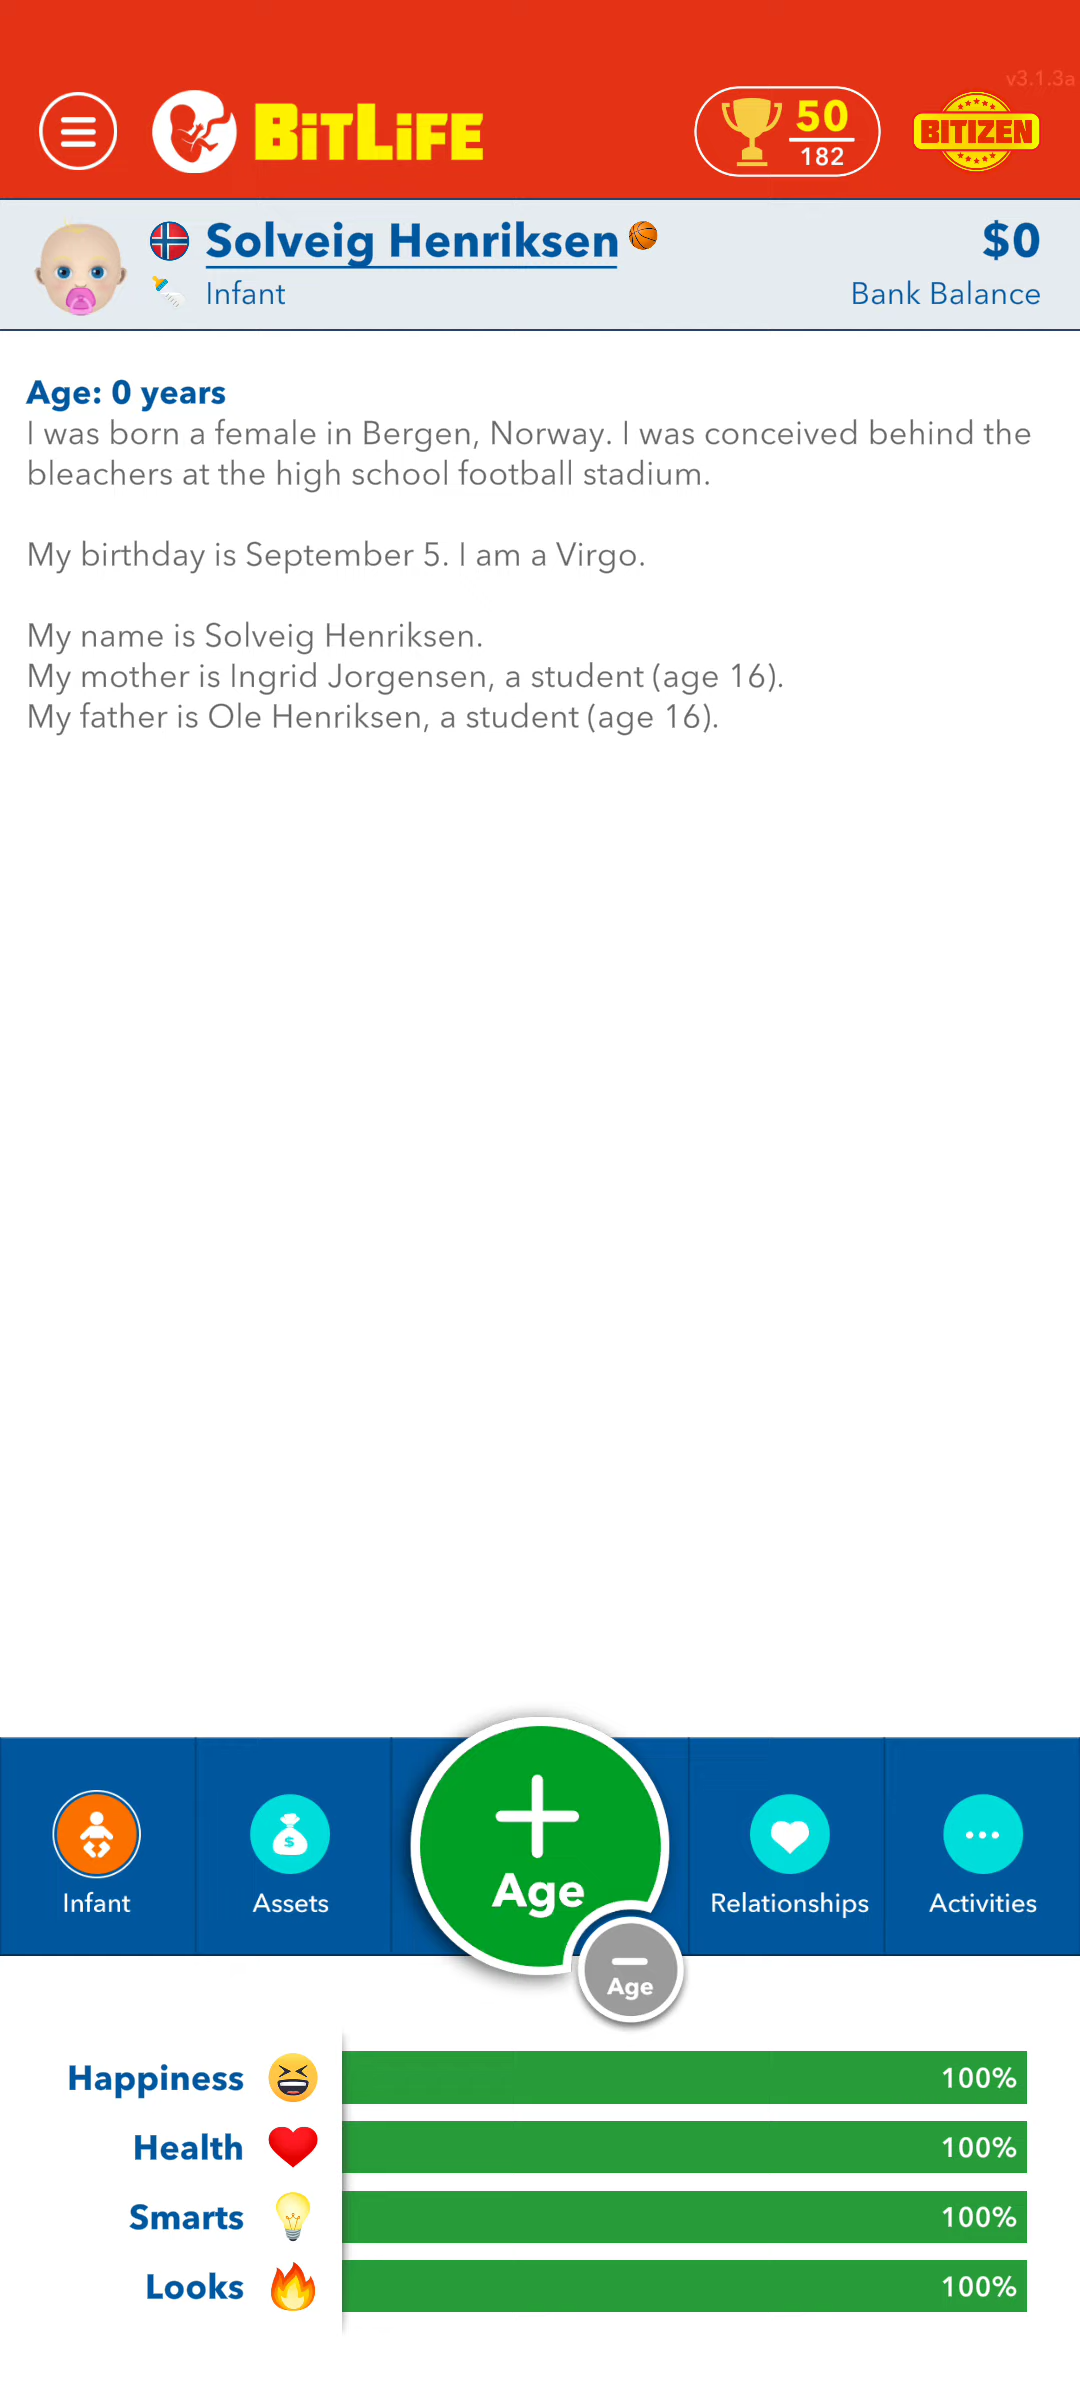 v3.1.3a
BiTLiFE
50
182
BITIZEN
Solveig Henriksen
$0
Infant
Bank Balance
Age: 0 years
I was born a female in Bergen, Norway. I was conceived behind the
bleachers at the high school football stadium.
My birthday is September 5. I am a Virgo.
My name is Solveig Henriksen.
My mother is Ingrid Jorgensen, a student (age 16).
My father is Ole Henriksen, a student (age 16).
Infant
Assets
Age
Relationships
Activities
Age
Happiness
100%
Health
100%
Smarts
100%
Looks
100%